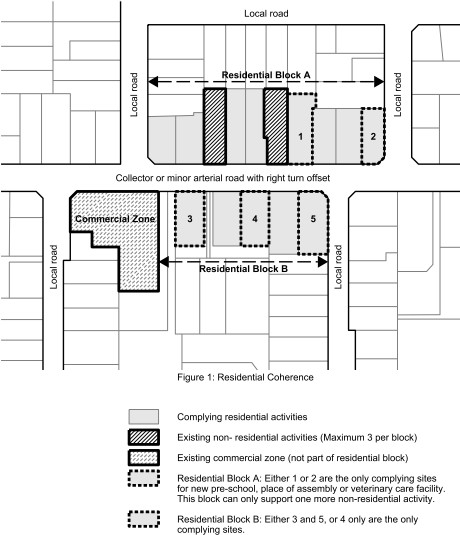 Local road
Residential Block A
Local road
Local road
1
2
Collector or minor arterial road with right turn offset
Commercial Zone
3
4
5
Local road
Local road
Residential Block B
Figure 1: Residential Coherence
Complying residential activities
Existing non- residential activities (Maximum 3 per block)
Existing commercial zone (not part of residential block)
Residential Block A: Either 1 or 2 are the only complying sites
for new pre-school, place of assembly or veterinary care facility.
This block can only support one more non-residential activity.
Residential Block B: Either 3 and 5, or 4 only are the only
complying sites.